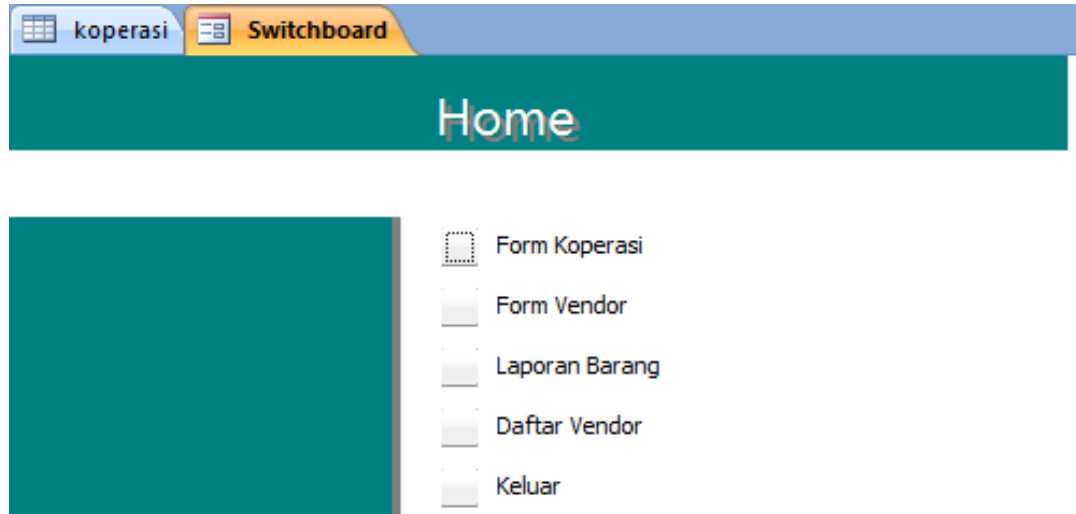 koperasi Switchboard
Home
Form Koperasi
Form Vendor
Laporan Barang
Daftar Vendor
Keluar